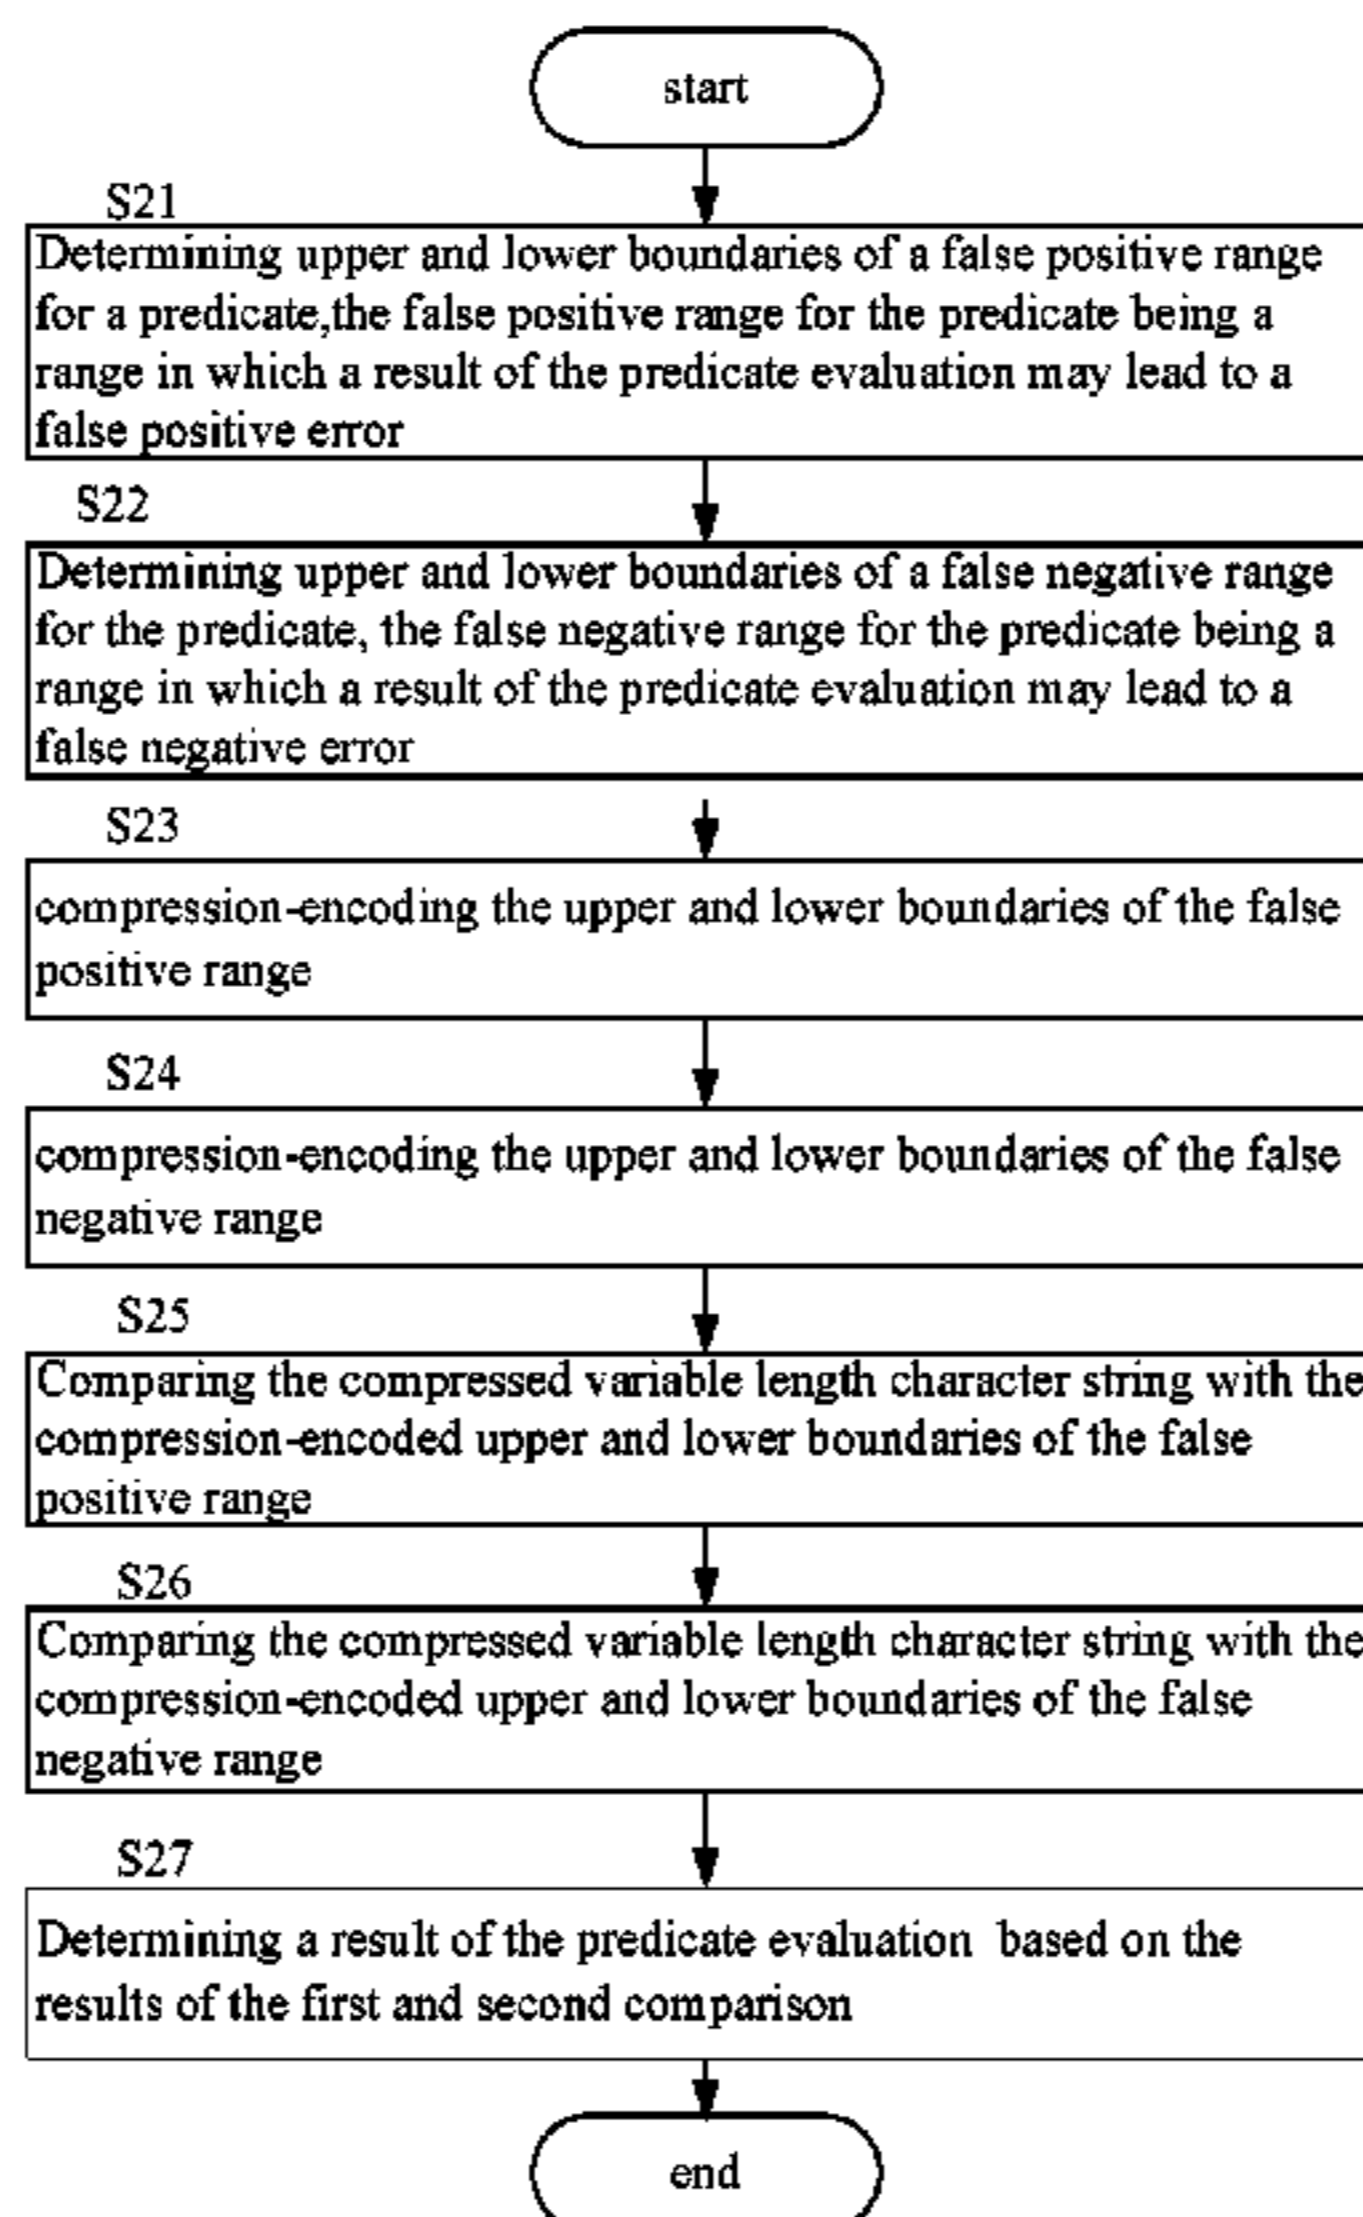 start
S21
Determining upper and lower boundaries of a false positive range
for a predicate,the false positive range for the predicate being a
range in which a result of the predicate evaluation may lead to a
false positive error
S22
Determining upper and lower boundaries of a false negative range
for the predicate, the false negative range for the predicate being a
range in which a result of the predicate evaluation may lead to a
false negative error
S23
compression-encoding the upper and lower boundaries of the false
positive range
S24
compression-encoding the upper and lower boundaries of the false
negative range
S25
Comparing the compressed variable length character string with the
compression-encoded upper and lower boundaries of the false
positive range
S26
Comparing the compressed variable length character string with the
compression-encoded upper and lower boundaries of the false
negative range
S27
Determining a result of the predicate evaluation based on the
results of the first and second comparison
end